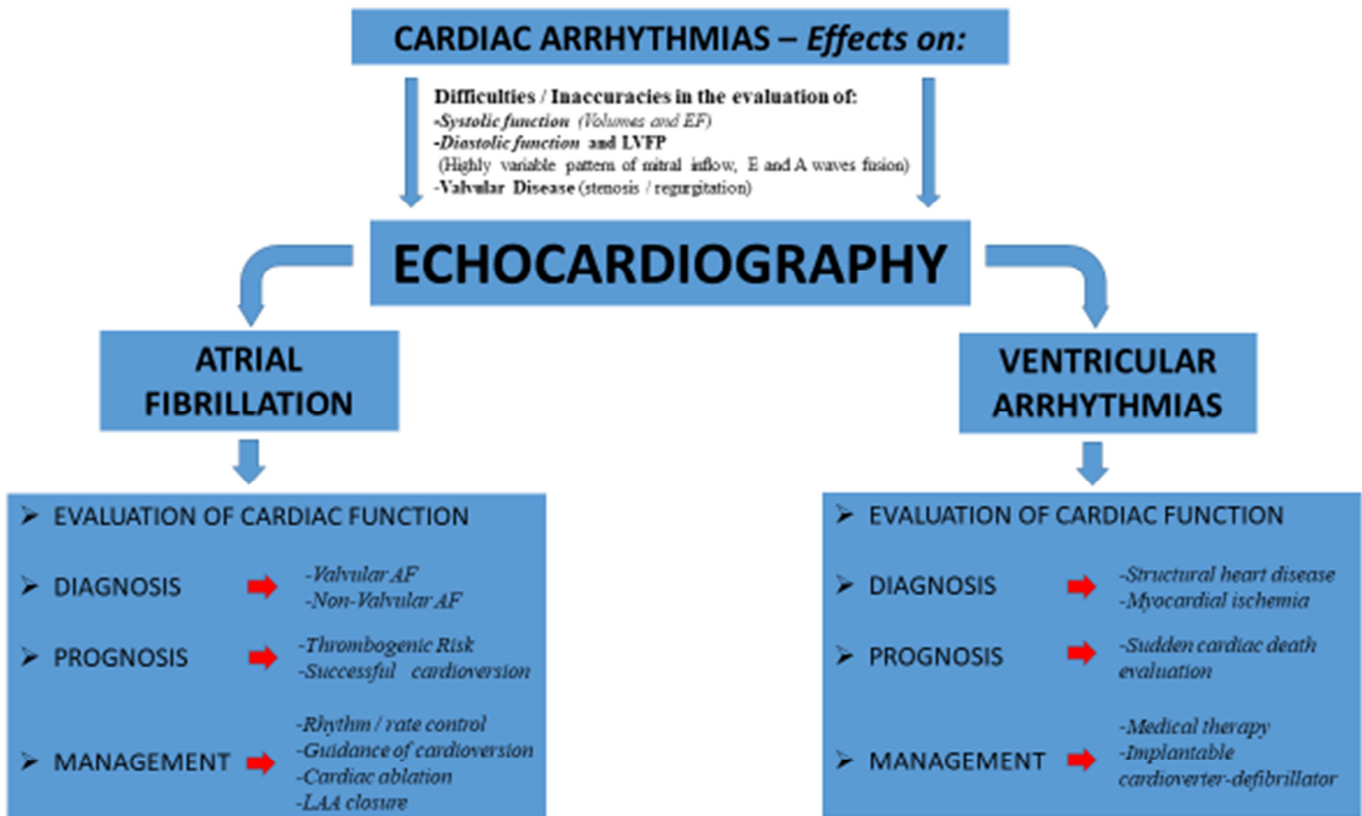 CARDIAC ARRHYTHMIAS – Effects on:
Difficulties / Inaccuracies in the evaluation of:
-Systolic function (Volumes and EF)
-Diastolic function and LVFP
(Highly variable pattern of mitral inflow, E and A waves fusion)
-Valvular Disease (stenosis / regurgitation)
ECHOCARDIOGRAPHY
ATRIAL
FIBRILLATION
➢ EVALUATION OF CARDIAC FUNCTION
➢ DIAGNOSIS
-Valvular AF
-Non-Valvular AF
➢ PROGNOSIS
-Thrombogenic Risk
-Successful cardioversion
➢ MANAGEMENT
-Rhythm / rate control
-Guidance of cardioversion
-Cardiac ablation
-LAA closure
VENTRICULAR
ARRHYTHMIAS
➢ EVALUATION OF CARDIAC FUNCTION
➢ DIAGNOSIS
-Structural heart disease
-Myocardial ischemia
➢ PROGNOSIS
-Sudden cardiac death
evaluation
➢ MANAGEMENT
-Medical therapy
-Implantable
cardioverter-defibrillator